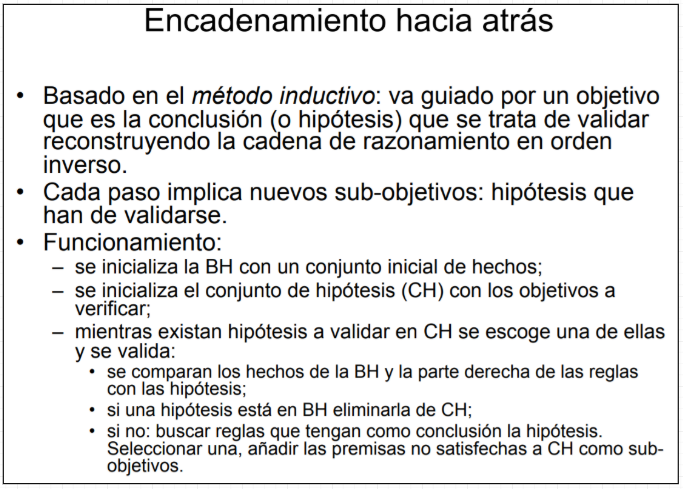 Encadenamiento hacia atrás
• Basado en el método inductivo: va guiado por un objetivo
que es la conclusión (o hipótesis) que se trata de validar
reconstruyendo la cadena de razonamiento en orden
inverso.
• Cada paso implica nuevos sub-objetivos: hipótesis que
han de validarse.
• Funcionamiento:
– se inicializa la BH con un conjunto inicial de hechos;
– se inicializa el conjunto de hipótesis (CH) con los objetivos a
verificar;
– mientras existan hipótesis a validar en CH se escoge una de ellas
y se valida:
• se comparan los hechos de la BH y la parte derecha de las reglas
con las hipótesis;
• si una hipótesis está en BH eliminarla de CH;
• si no: buscar reglas que tengan como conclusión la hipótesis.
Seleccionar una, añadir las premisas no satisfechas a CH como sub-
objetivos.